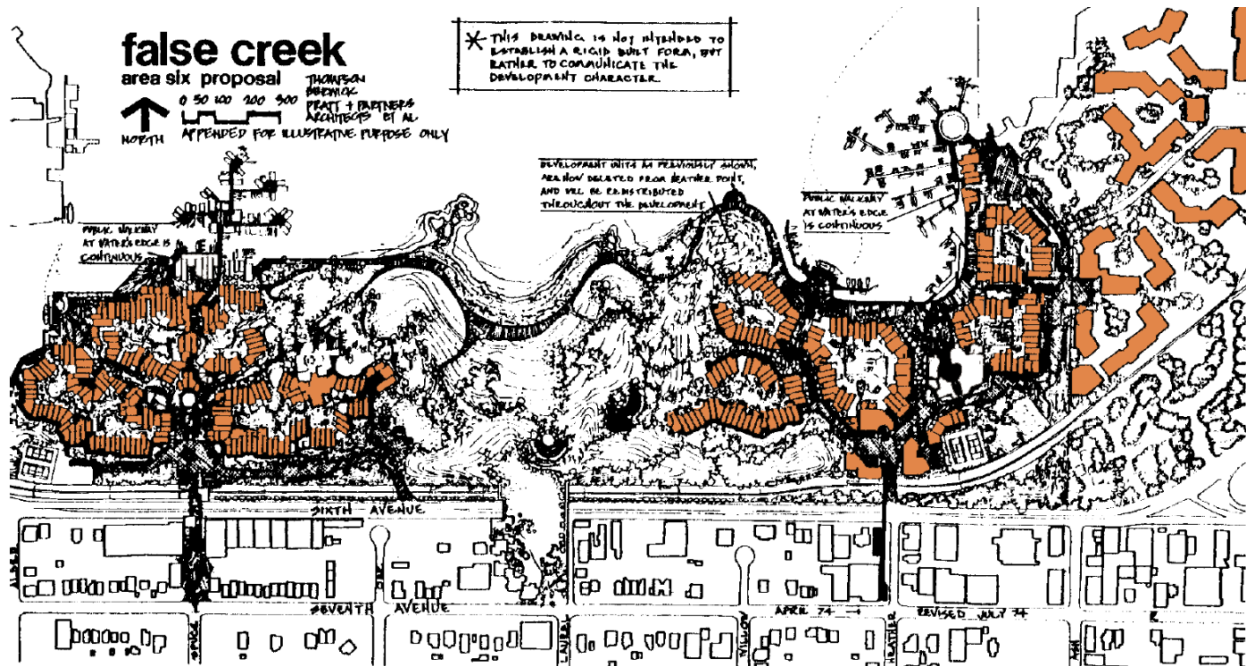 false creek
area six proposal
THOMPSON
BERWICK
PRATT + PARTNERS
ARCHITECTS ET AL.
0 50 100 200 300
NORTH
APPENDED FOR ILLUSTRATIVE PURPOSE ONLY
* THIS DRAWING IS NOT INTENDED TO
ESTABLISH A RIGID BUILT FORM, BUT
RATHER TO COMMUNICATE THE
DEVELOPMENT CHARACTER.
DEVELOPMENT UNITS AS PREVIOUSLY SHOWN,
ARE NOW DELETED FROM HEATHER POINT,
AND WILL BE REDISTRIBUTED
THROUGHOUT THE DEVELOPMENT
PUBLIC WALKWAY
AT WATER'S EDGE IS
CONTINUOUS
PUBLIC WALKWAY
AT WATER'S EDGE
IS CONTINUOUS
SIXTH AVENUE
SEVENTH AVENUE
APRIL 74 →
REVISED JULY 74
ALDER
SPRUCE
LAUREL
WILLOW
HEATHER